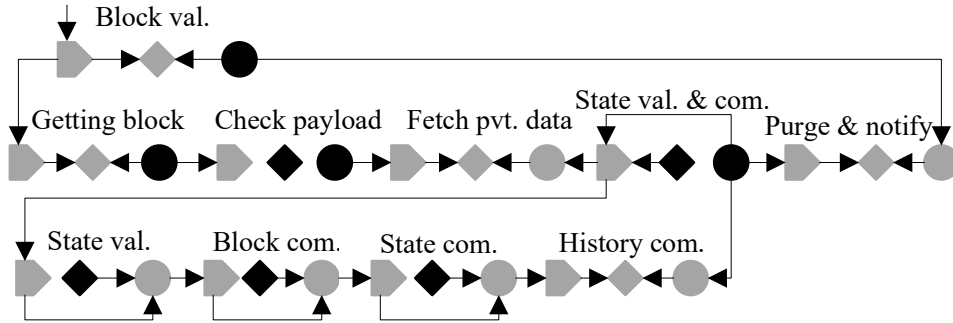 Block val.
Getting block
Check payload
Fetch pvt. data
State val. & com.
Purge & notify
State val.
Block com.
State com.
History com.